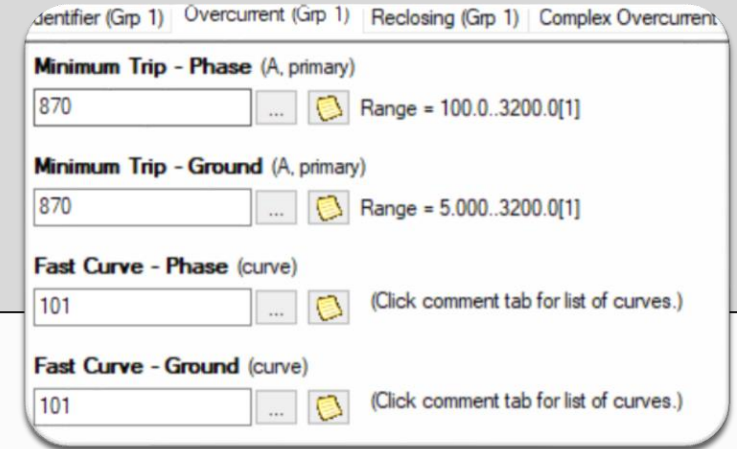 dentifier (Grp 1) Overcurrent (Grp 1) Reclosing (Grp 1) Complex Overcurrent
Minimum Trip - Phase (A, primary)
870 ... Range = 100.0..3200.0[1]
Minimum Trip - Ground (A, primary)
870 ... Range = 5.000..3200.0[1]
Fast Curve - Phase (curve)
101 ... (Click comment tab for list of curves.)
Fast Curve - Ground (curve)
101 ... (Click comment tab for list of curves.)